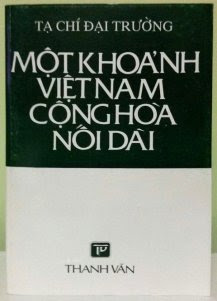 TẠ CHÍ ĐẠI TRƯỜNG
MỘT KHOẢNH
VIỆT NAM
CỘNG HÒA
NỐI DÀI
THANH VĂN